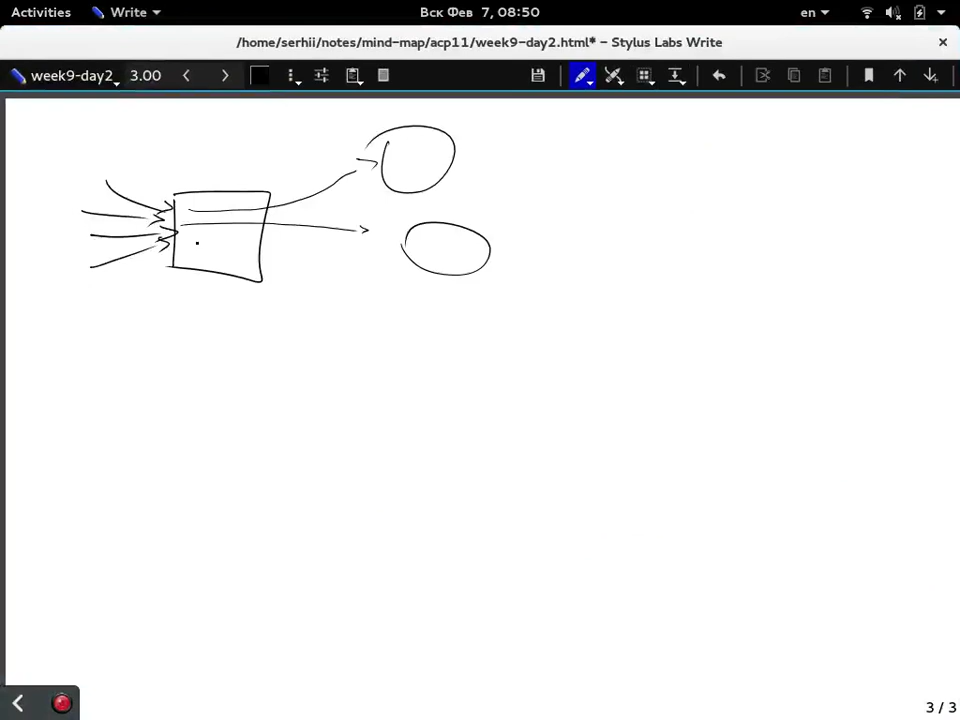 Activities Write Вск Фев 7, 08:50 en
/home/serhii/notes/mind-map/acp11/week9-day2.html* – Stylus Labs Write
week9-day2 3.00
3 / 3